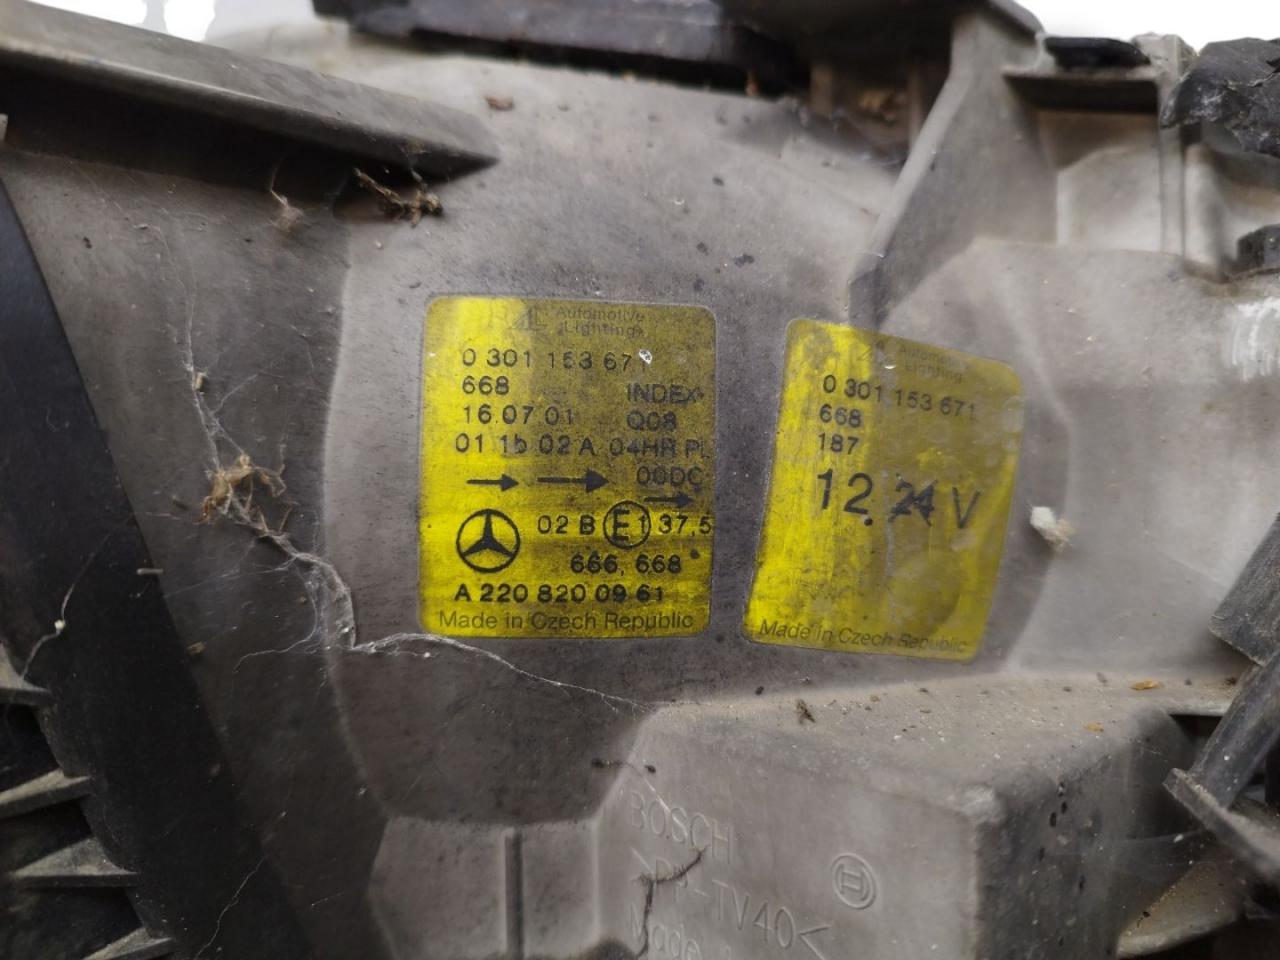 AL Automotive
Lighting
0 301 153 671
668 INDEX
16.07.01 Q08
01 1b 02 A 04HR PL
00DC
02 B E1 37,5
666, 668
A 220 820 09 61
Made in Czech Republic
Lighting
0 301 153 671
668
187
12. 24 V
Made in Czech Republic
BOSCH
TV40<
Made